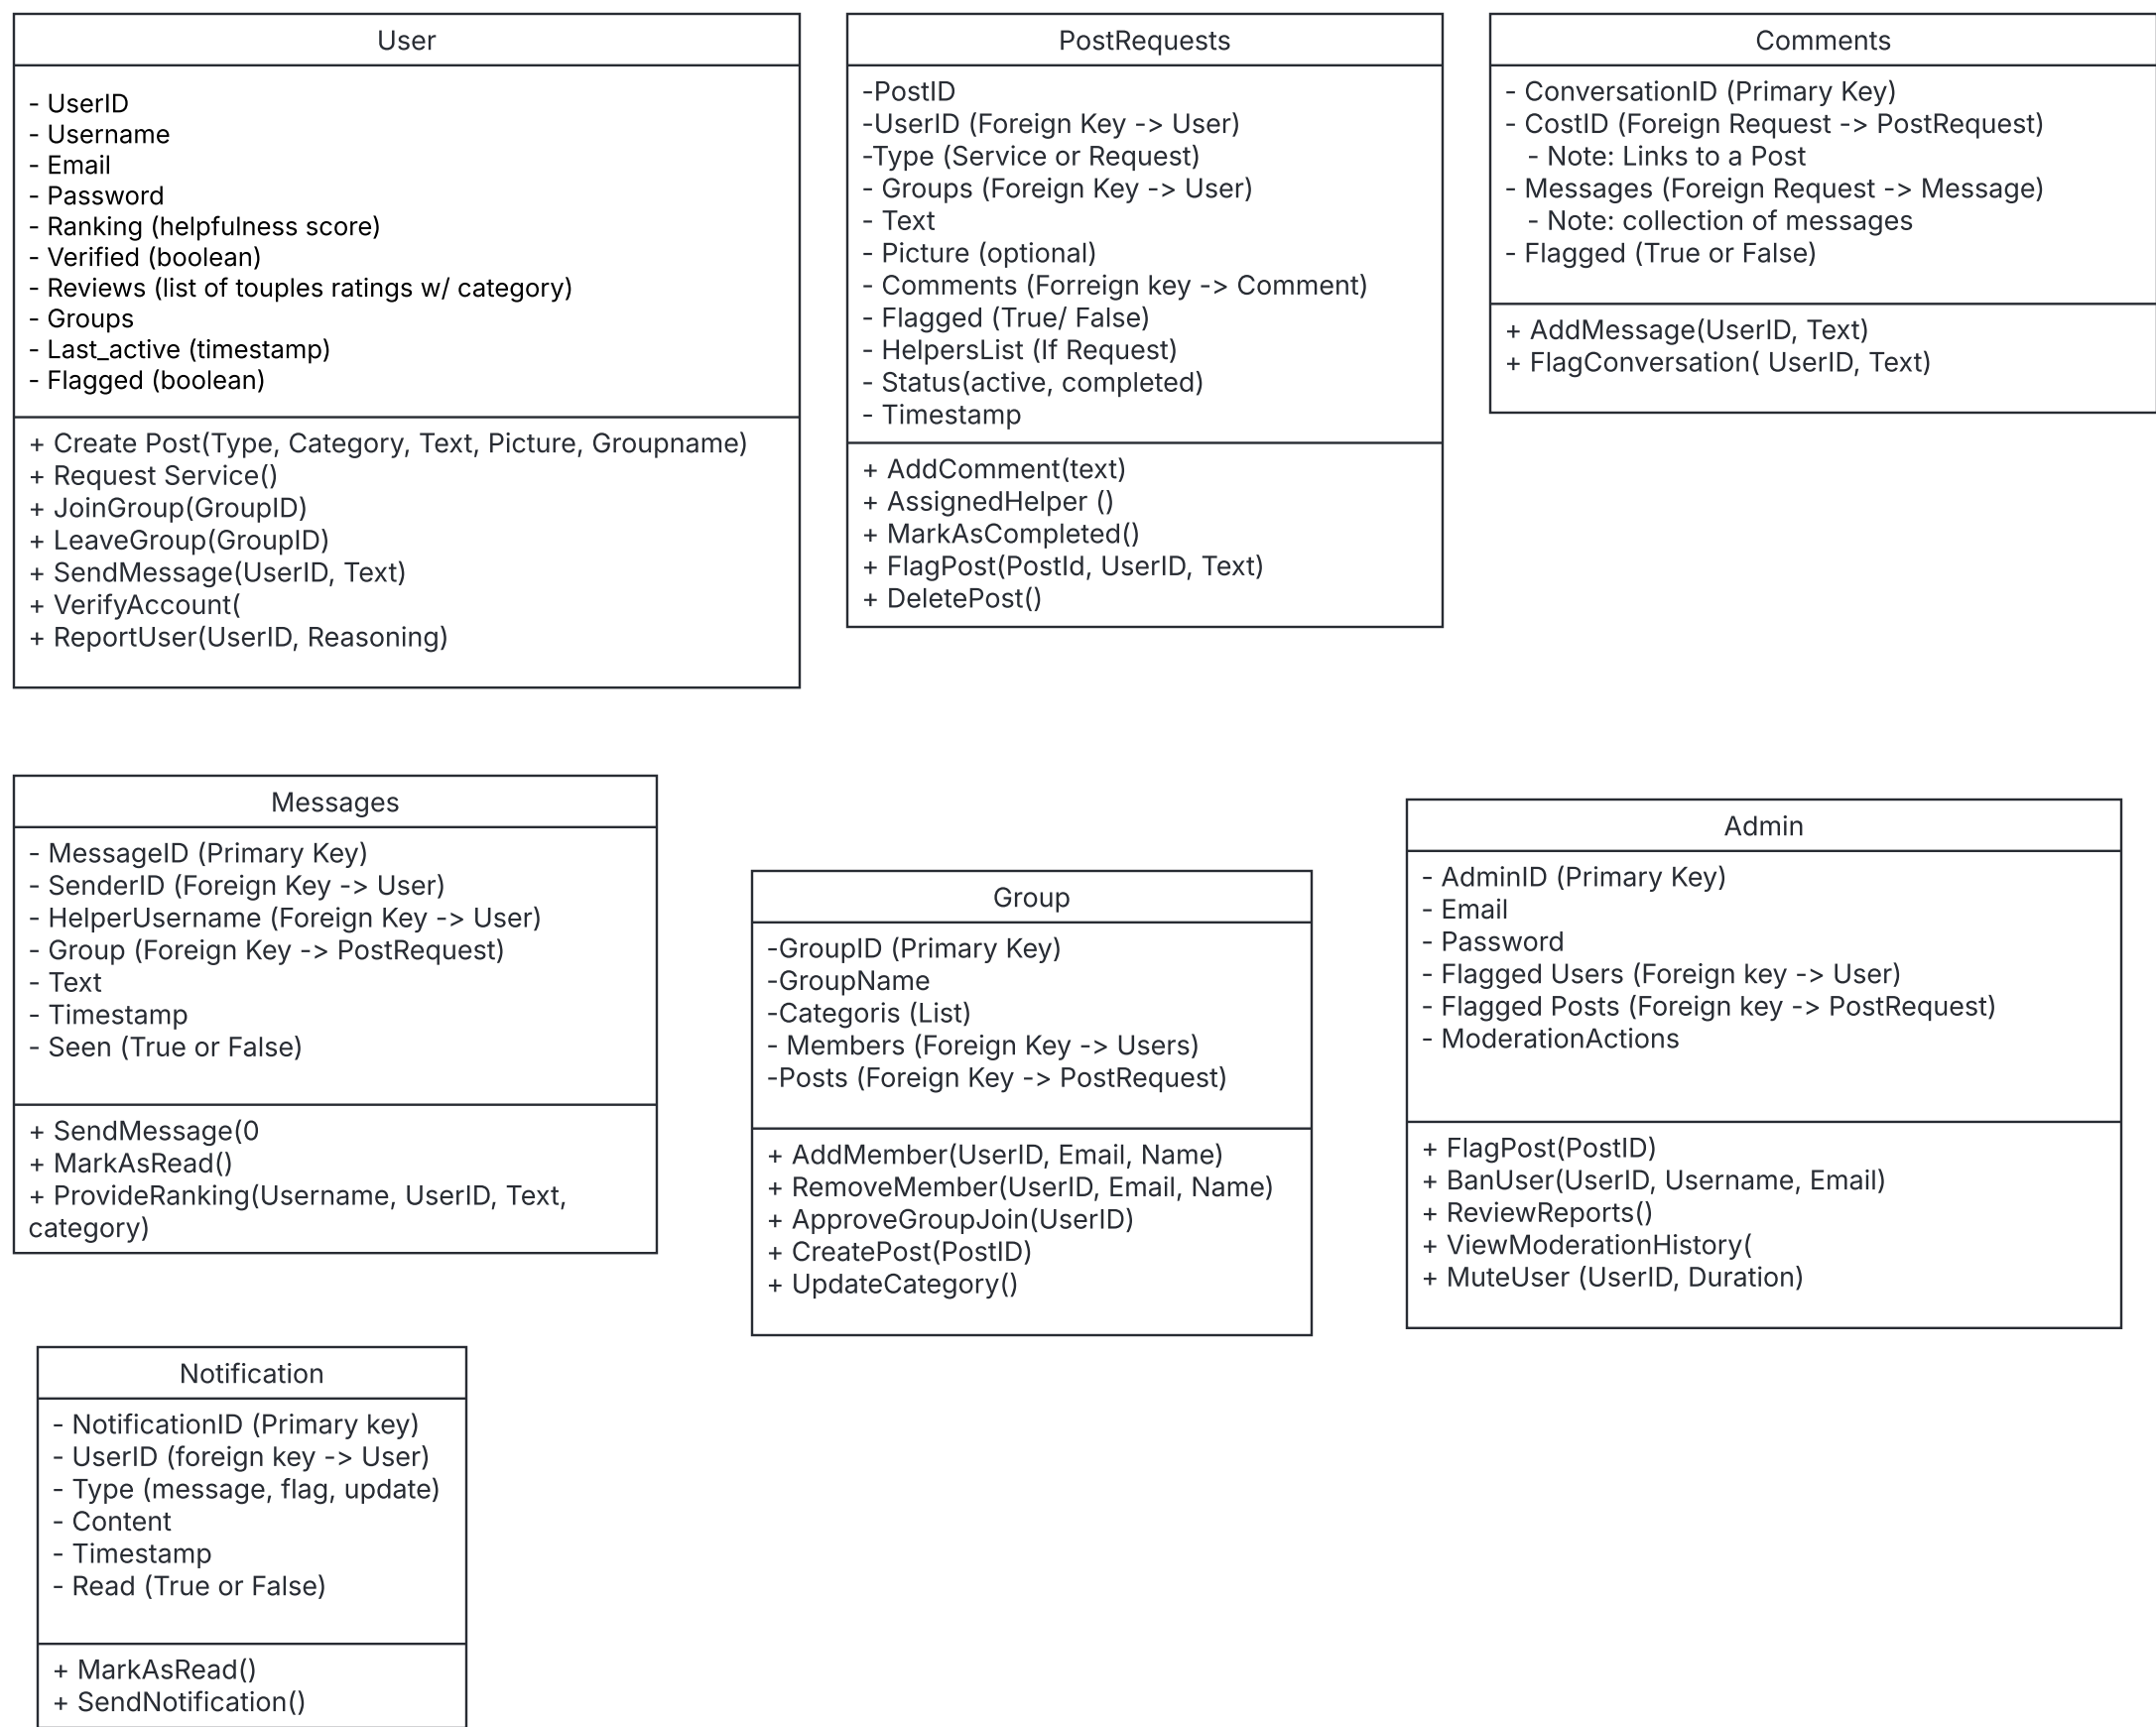 User
- UserID
- Username
- Email
- Password
- Ranking (helpfulness score)
- Verified (boolean)
- Reviews (list of touples ratings w/ category)
- Groups
- Last_active (timestamp)
- Flagged (boolean)
+ Create Post(Type, Category, Text, Picture, Groupname)
+ Request Service()
+ JoinGroup(GroupID)
+ LeaveGroup(GroupID)
+ SendMessage(UserID, Text)
+ VerifyAccount(
+ ReportUser(UserID, Reasoning)
PostRequests
-PostID
-UserID (Foreign Key -> User)
-Type (Service or Request)
- Groups (Foreign Key -> User)
- Text
- Picture (optional)
- Comments (Forreign key -> Comment)
- Flagged (True/ False)
- HelpersList (If Request)
- Status(active, completed)
- Timestamp
+ AddComment(text)
+ AssignedHelper ()
+ MarkAsCompleted()
+ FlagPost(PostId, UserID, Text)
+ DeletePost()
Comments
- ConversationID (Primary Key)
- CostID (Foreign Request -> PostRequest)
- Note: Links to a Post
- Messages (Foreign Request -> Message)
- Note: collection of messages
- Flagged (True or False)
+ AddMessage(UserID, Text)
+ FlagConversation( UserID, Text)
Messages
- MessageID (Primary Key)
- SenderID (Foreign Key -> User)
- HelperUsername (Foreign Key -> User)
- Group (Foreign Key -> PostRequest)
- Text
- Timestamp
- Seen (True or False)
+ SendMessage(0
+ MarkAsRead()
+ ProvideRanking(Username, UserID, Text,
category)
Group
-GroupID (Primary Key)
-GroupName
-Categoris (List)
- Members (Foreign Key -> Users)
-Posts (Foreign Key -> PostRequest)
+ AddMember(UserID, Email, Name)
+ RemoveMember(UserID, Email, Name)
+ ApproveGroupJoin(UserID)
+ CreatePost(PostID)
+ UpdateCategory()
Admin
- AdminID (Primary Key)
- Email
- Password
- Flagged Users (Foreign key -> User)
- Flagged Posts (Foreign key -> PostRequest)
- ModerationActions
+ FlagPost(PostID)
+ BanUser(UserID, Username, Email)
+ ReviewReports()
+ ViewModerationHistory(
+ MuteUser (UserID, Duration)
Notification
- NotificationID (Primary key)
- UserID (foreign key -> User)
- Type (message, flag, update)
- Content
- Timestamp
- Read (True or False)
+ MarkAsRead()
+ SendNotification()